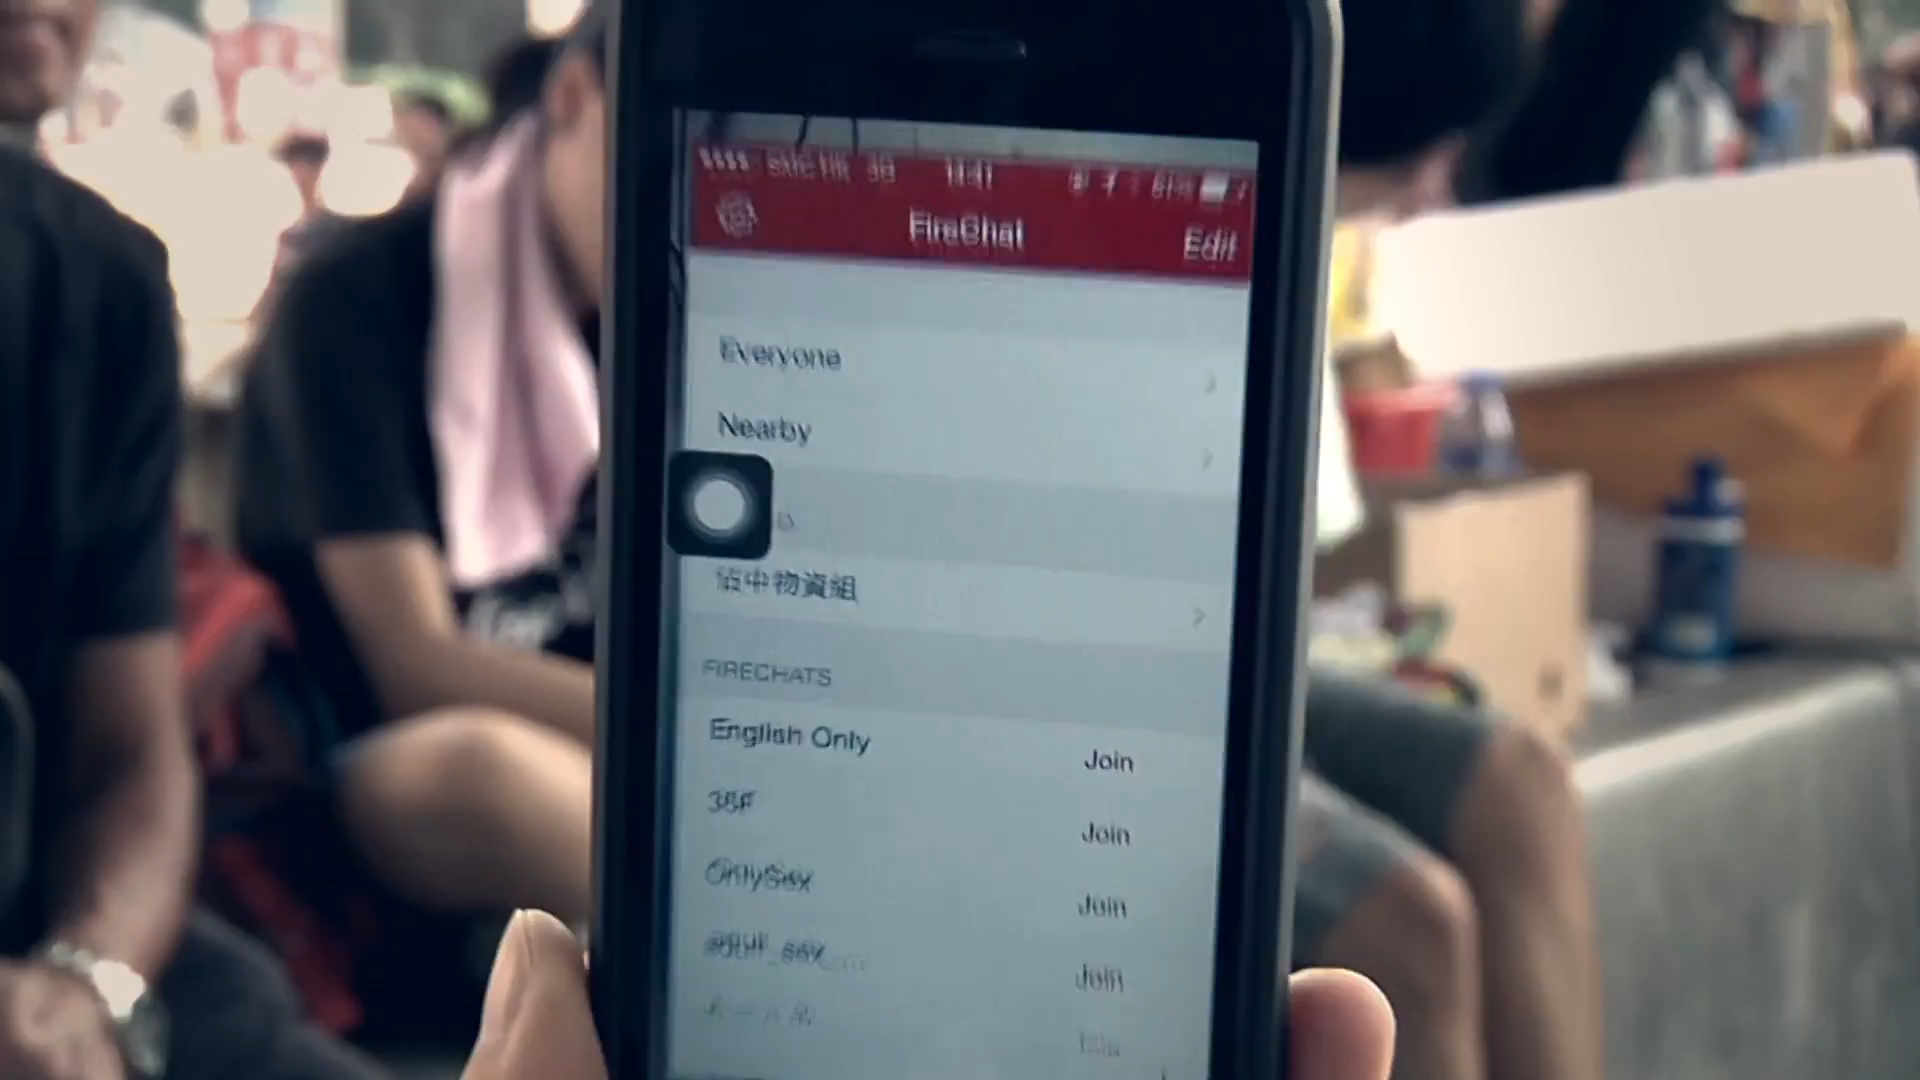 FireChat
Edit
Everyone
Nearby
佔中物資組
FIRECHATS
English Only
Join
Join
OnlySex
Join
Join